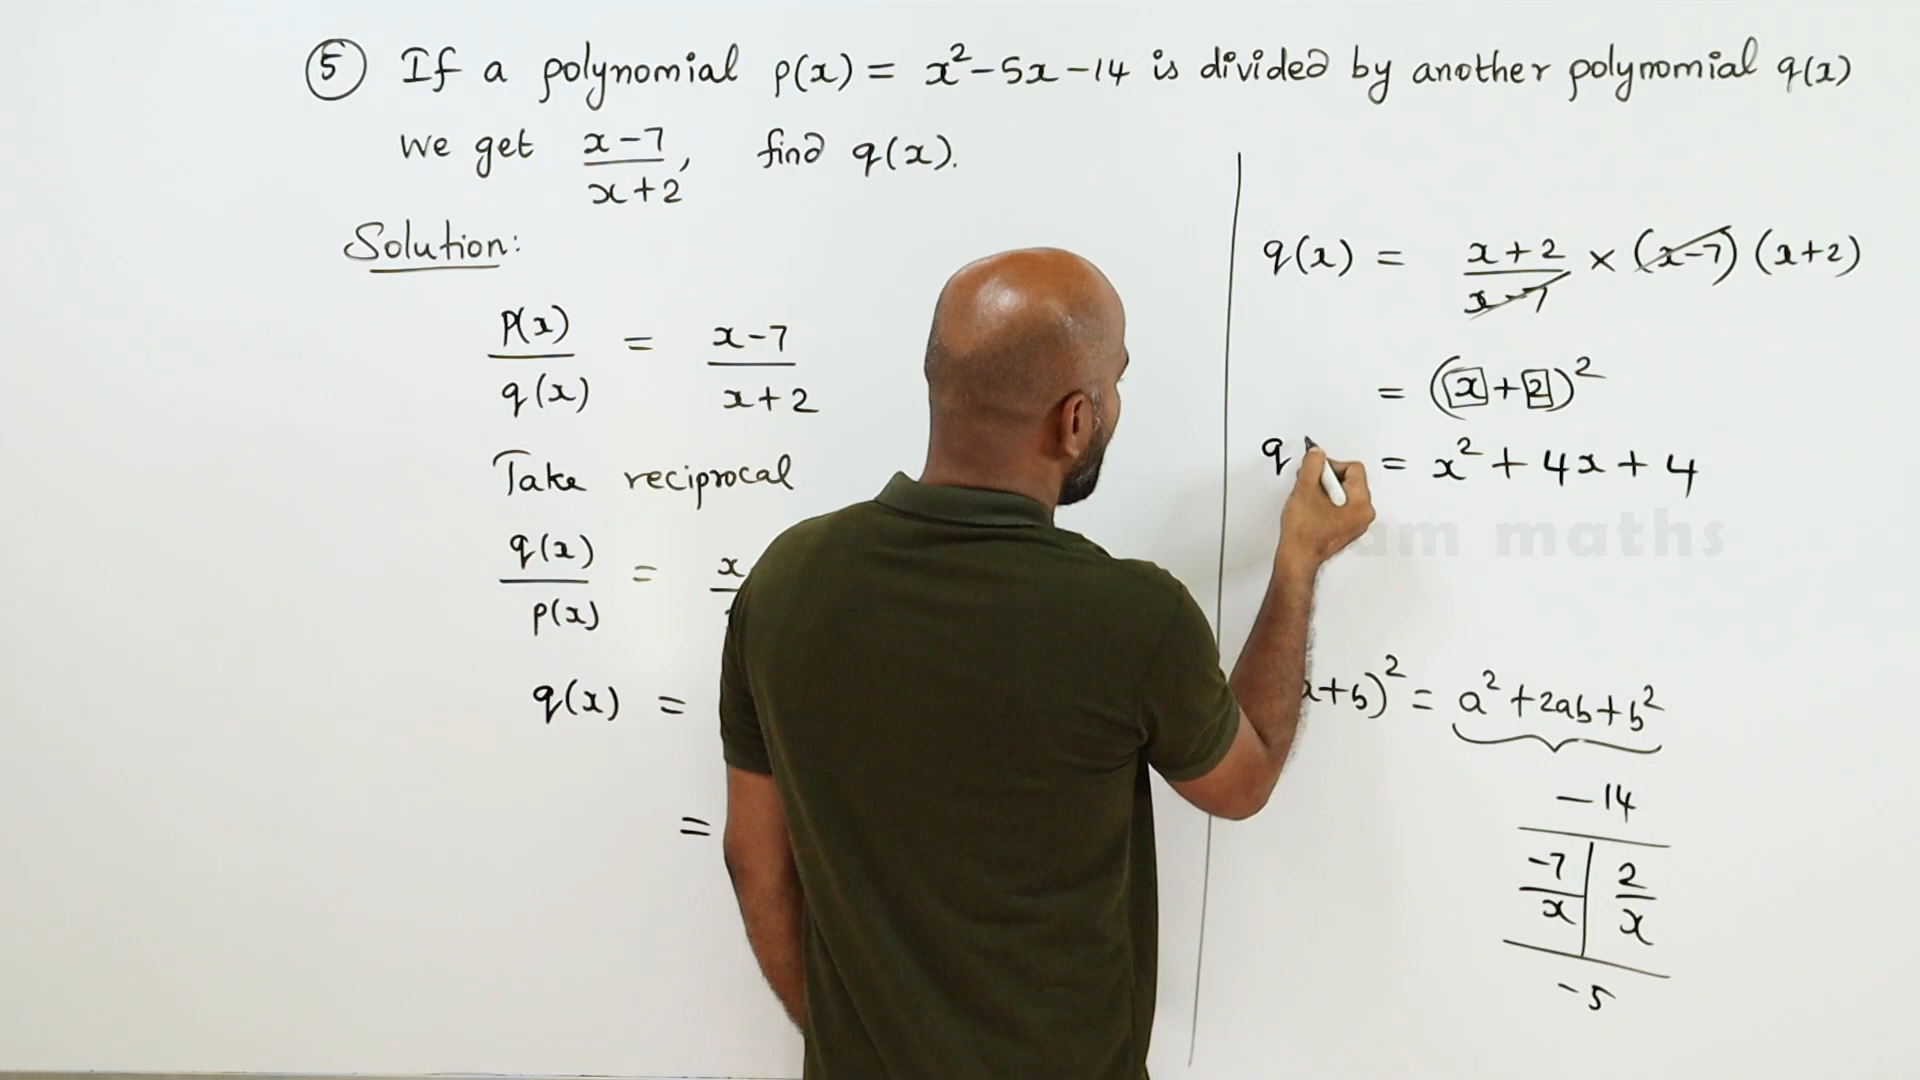 5 If a polynomial p(x) = x²-5x-14 is divided by another polynomial q(x)
we get x-7/x+2, find q(x).
Solution:
p(x)/q(x) = x-7/x+2
Take reciprocal
q(x)/p(x) = x
q(x) =
=
q(x) = x+2/x-7 × (x-7) (x+2)
= (x+2)²
q = x² + 4x + 4
am maths
+b)² = a²+2ab+b²
-14
-7/x 2/x
-5